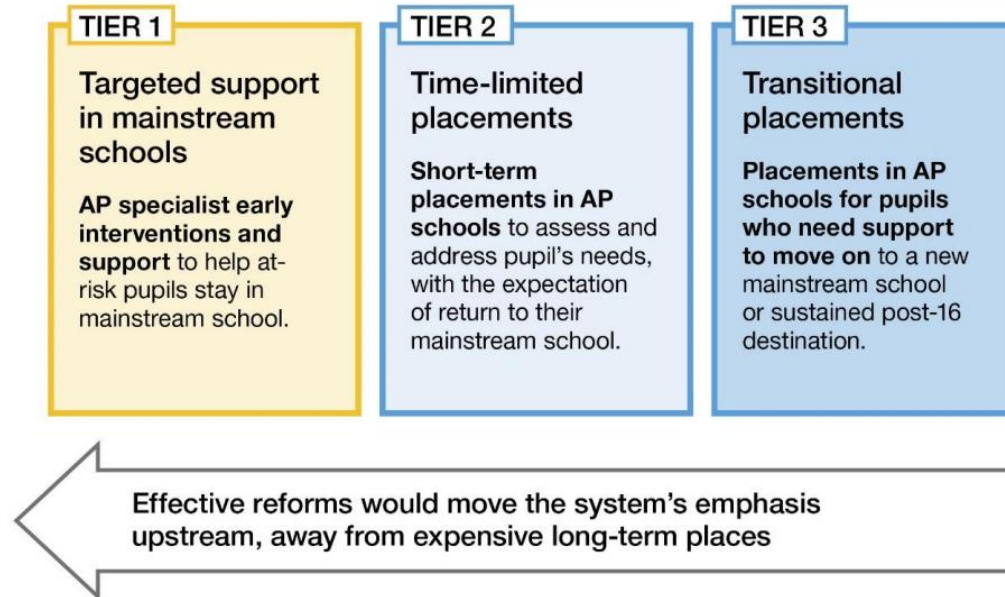 TIER 1
Targeted support
in mainstream
schools
AP specialist early
interventions and
support to help at-
risk pupils stay in
mainstream school.
TIER 2
Time-limited
placements
Short-term
placements in AP
schools to assess and
address pupil’s needs,
with the expectation
of return to their
mainstream school.
TIER 3
Transitional
placements
Placements in AP
schools for pupils
who need support
to move on to a new
mainstream school
or sustained post-16
destination.
Effective reforms would move the system’s emphasis
upstream, away from expensive long-term places